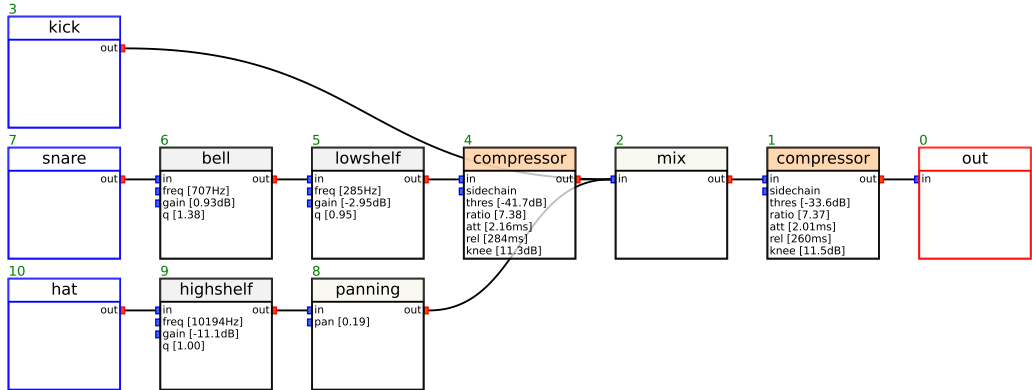 3
kick
out
7
snare
out
6
bell
in out
freq [707Hz]
gain [0.93dB]
q [1.38]
5
lowshelf
in out
freq [285Hz]
gain [-2.95dB]
q [0.95]
4
compressor
in out
sidechain
thres [-41.7dB]
ratio [7.38]
att [2.16ms]
rel [284ms]
knee [11.3dB]
2
mix
in out
1
compressor
in out
sidechain
thres [-33.6dB]
ratio [7.37]
att [2.01ms]
rel [260ms]
knee [11.5dB]
0
out
in
10
hat
out
9
highshelf
in out
freq [10194Hz]
gain [-11.1dB]
q [1.00]
8
panning
in out
pan [0.19]